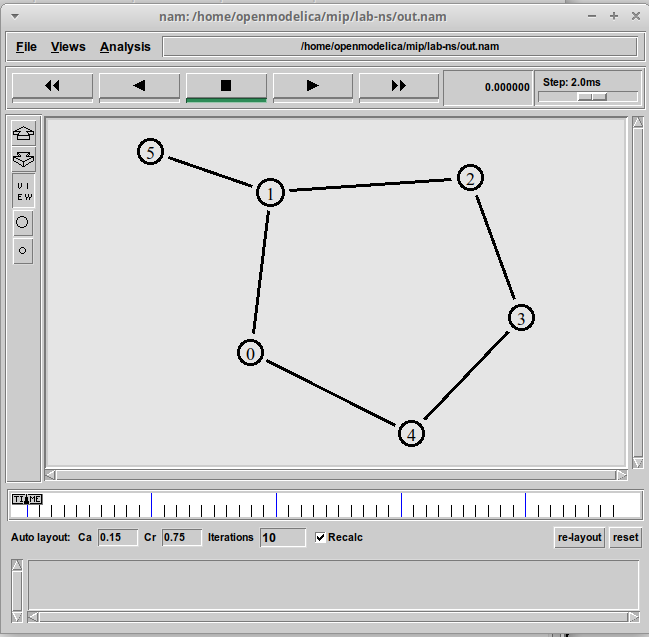 nam: /home/openmodelica/mip/lab-ns/out.nam
File Views Analysis /home/openmodelica/mip/lab-ns/out.nam
0.000000 Step: 2.0ms
5
1
2
VI
EW
3
0
4
TIME
Auto layout: Ca 0.15 Cr 0.75 Iterations 10 Recalc re-layout reset